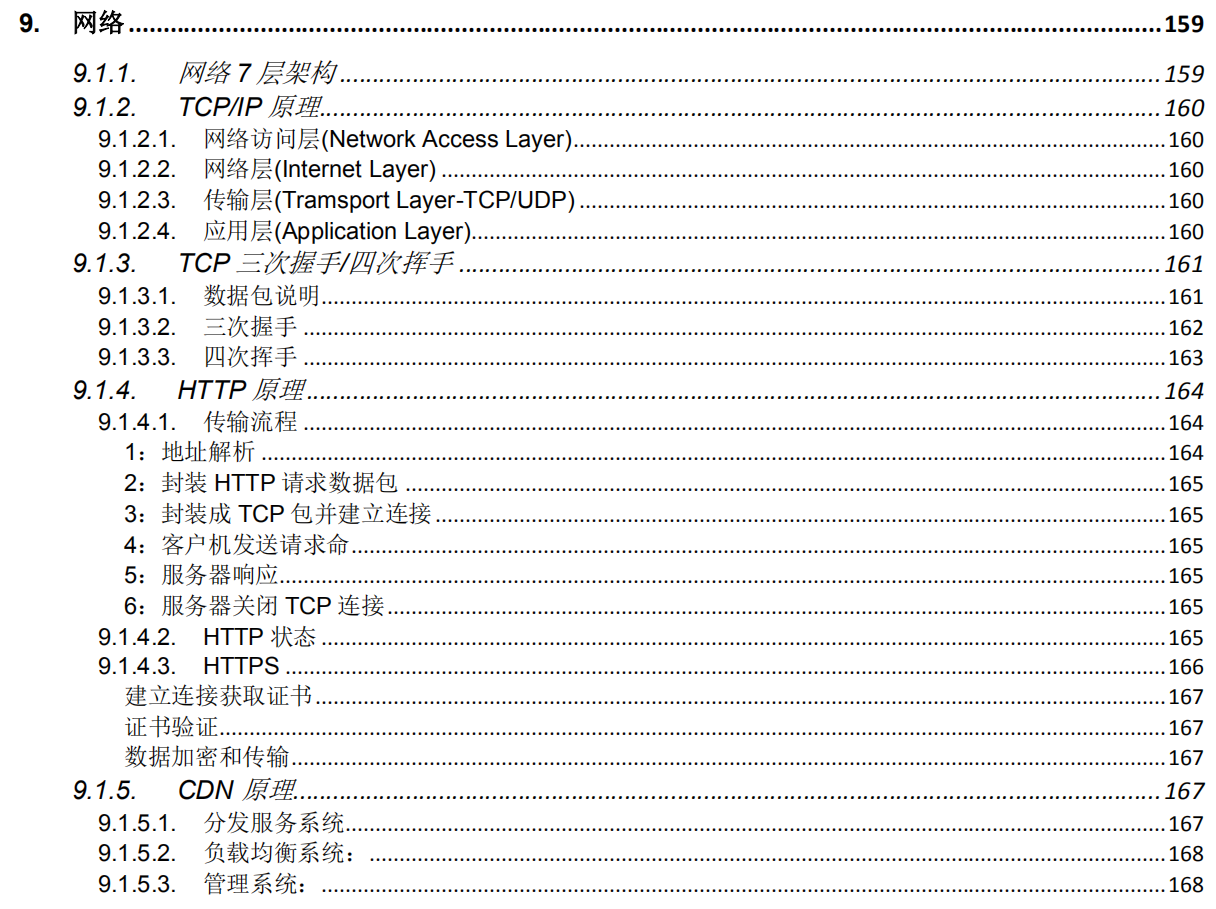 9. 网络 159
9.1.1. 网络 7 层架构 159
9.1.2. TCP/IP 原理 160
9.1.2.1. 网络访问层(Network Access Layer) 160
9.1.2.2. 网络层(Internet Layer) 160
9.1.2.3. 传输层(Tramsport Layer-TCP/UDP) 160
9.1.2.4. 应用层(Application Layer) 160
9.1.3. TCP 三次握手/四次挥手 161
9.1.3.1. 数据包说明 161
9.1.3.2. 三次握手 162
9.1.3.3. 四次挥手 163
9.1.4. HTTP 原理 164
9.1.4.1. 传输流程 164
1：地址解析 164
2：封装 HTTP 请求数据包 165
3：封装成 TCP 包并建立连接 165
4：客户机发送请求命 165
5：服务器响应 165
6：服务器关闭 TCP 连接 165
9.1.4.2. HTTP 状态 165
9.1.4.3. HTTPS 166
建立连接获取证书 167
证书验证 167
数据加密和传输 167
9.1.5. CDN 原理 167
9.1.5.1. 分发服务系统 167
9.1.5.2. 负载均衡系统： 168
9.1.5.3. 管理系统： 168